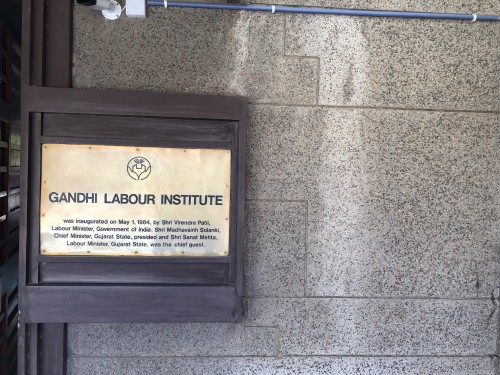 GANDHI LABOUR INSTITUTE
was inaugurated on May 1, 1984, by Shri Virendra Patil,
Labour Minister, Government of India. Shri Madhavsinh Solanki,
Chief Minister, Gujarat State, presided and Shri Sanat Mehta,
Labour Minister, Gujarat State, was the chief guest.